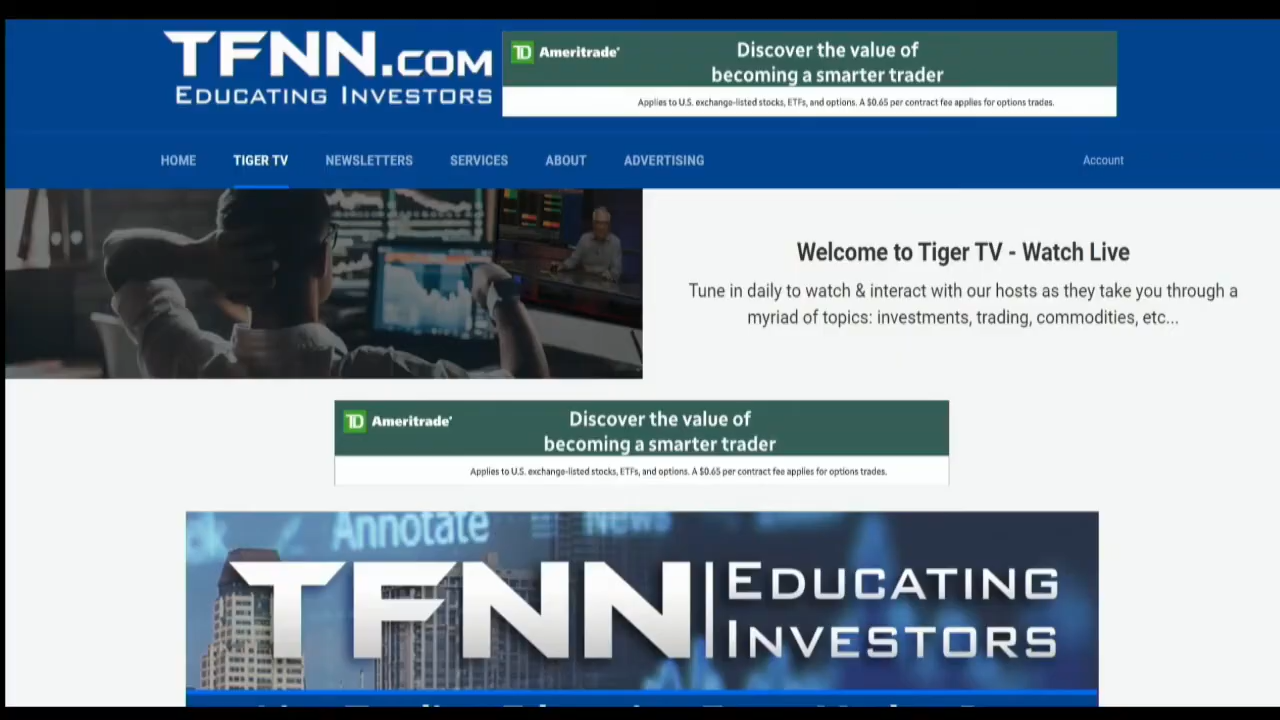 TFNN.COM
EDUCATING INVESTORS
TD Ameritrade
Discover the value of
becoming a smarter trader
Applies to U.S. exchange-listed stocks, ETFs, and options. A $0.65 per contract fee applies for options trades.
HOME TIGER TV NEWSLETTERS SERVICES ABOUT ADVERTISING Account
Welcome to Tiger TV - Watch Live
Tune in daily to watch & interact with our hosts as they take you through a
myriad of topics: investments, trading, commodities, etc...
TD Ameritrade
Discover the value of
becoming a smarter trader
Applies to U.S. exchange-listed stocks, ETFs, and options. A $0.65 per contract fee applies for options trades.
Annotate News
TFNN EDUCATING
INVESTORS